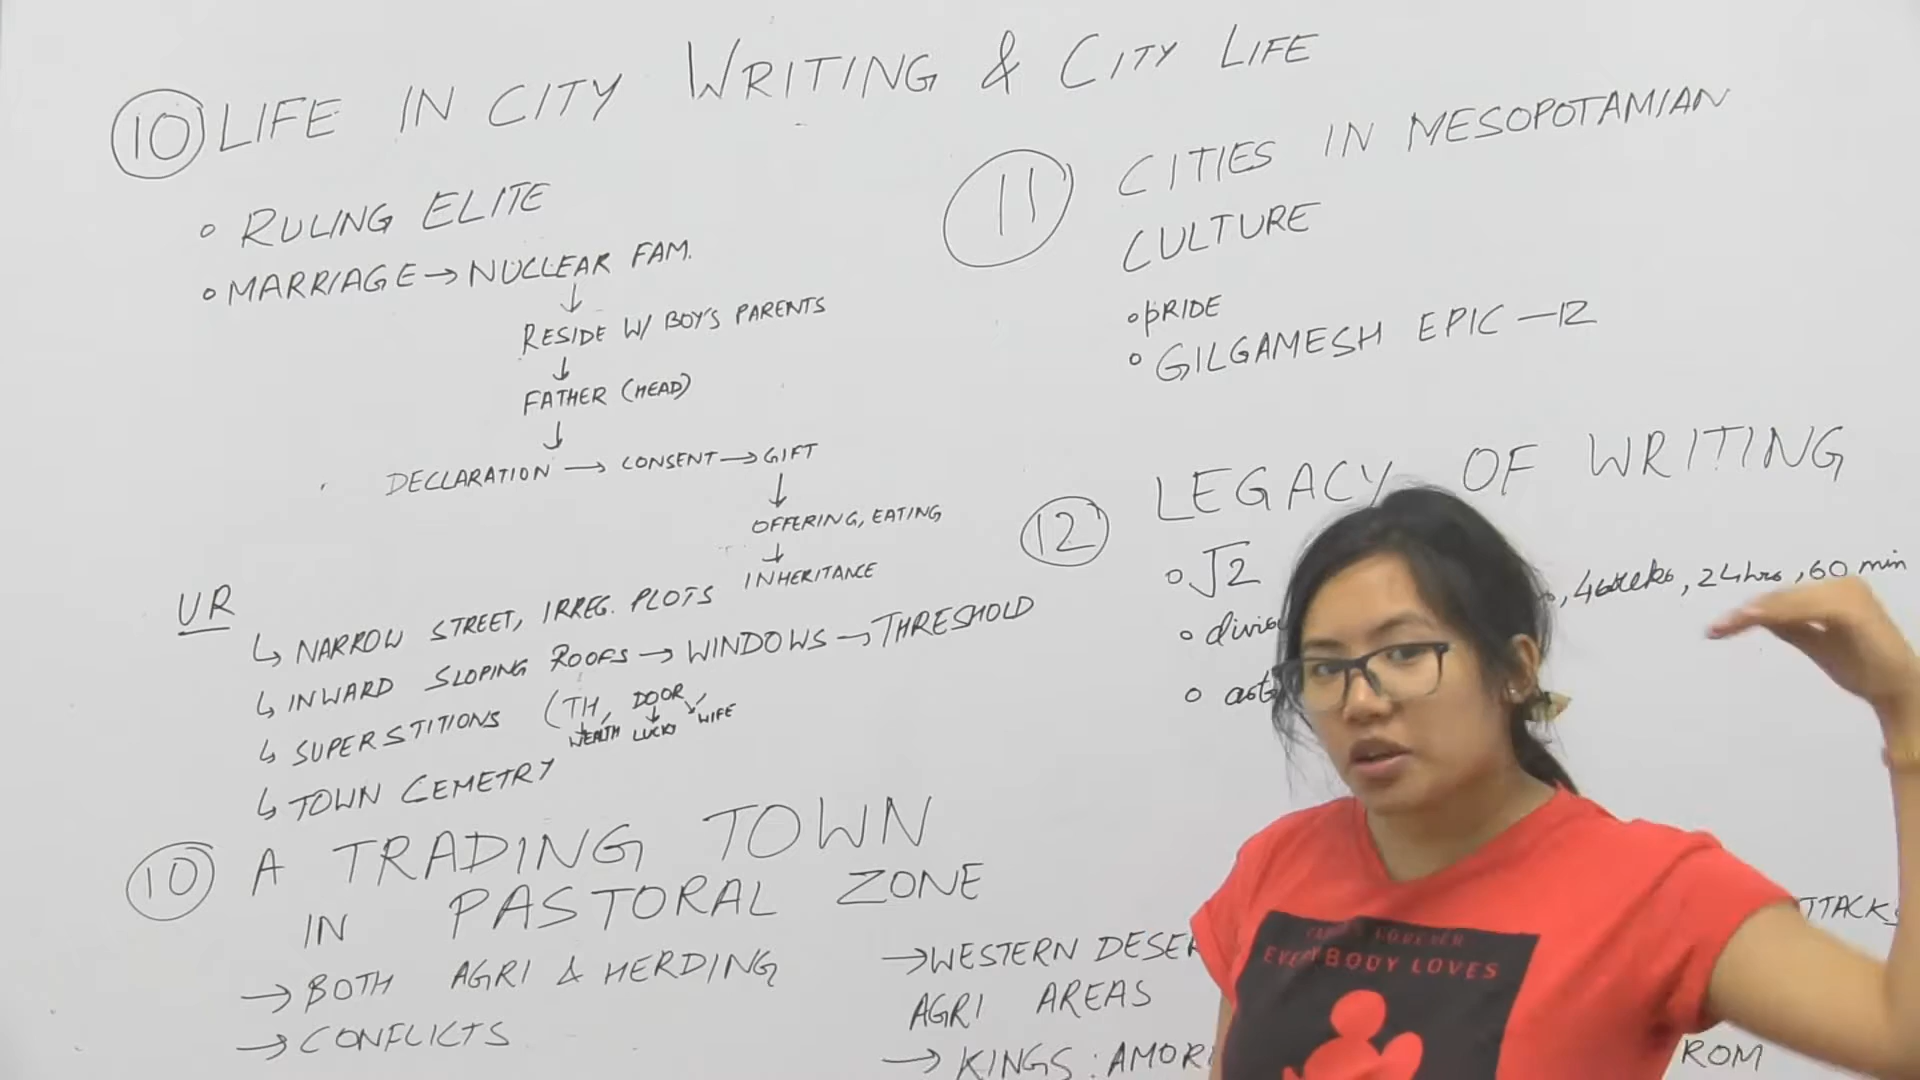 WRITING & CITY LIFE
10 LIFE IN CITY
RULING ELITE
MARRIAGE → NUCLEAR FAM.
↓
RESIDE W/ BOY'S PARENTS
↓
FATHER (HEAD)
↓
DECLARATION → CONSENT → GIFT
↓
OFFERING, EATING
↓
INHERITANCE
UR
↳ NARROW STREET, IRREG. PLOTS
↳ INWARD SLOPING ROOFS → WINDOWS → THRESHOLD
↳ SUPERSTITIONS (TH, DOOR
WEALTH LUCK WIFE
↳ TOWN CEMETRY
10 A TRADING TOWN
IN PASTORAL ZONE
→ BOTH AGRI & HERDING
→ CONFLICTS
→ WESTERN
AGRI AREAS
→ KINGS:
11 CITIES IN MESOPOTAMIAN
CULTURE
PRIDE
GILGAMESH EPIC — 12
12 LEGACY OF WRITING
√2
4 weeks, 24 hrs, 60 min
EVERYBODY LOVES